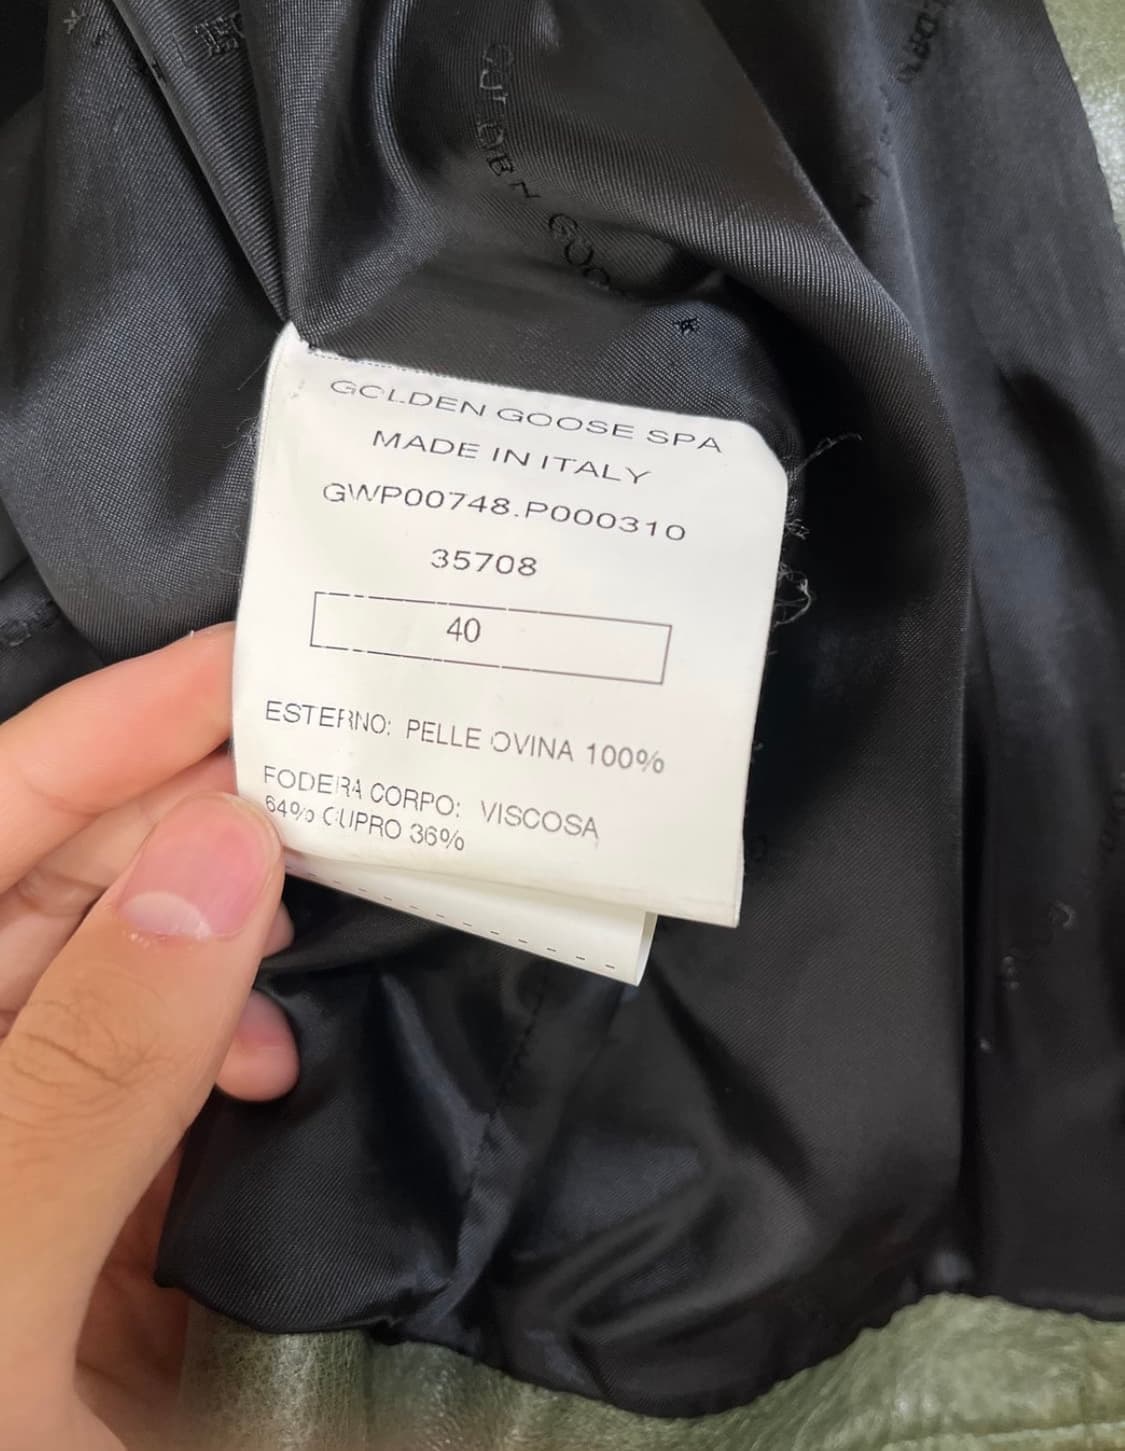 GOLDEN GOOSE SPA
MADE IN ITALY
GWP00748.P000310
35708
40
ESTERNO: PELLE OVINA 100%
FODERA CORPO: VISCOSA
64% CUPRO 36%
GOLDEN